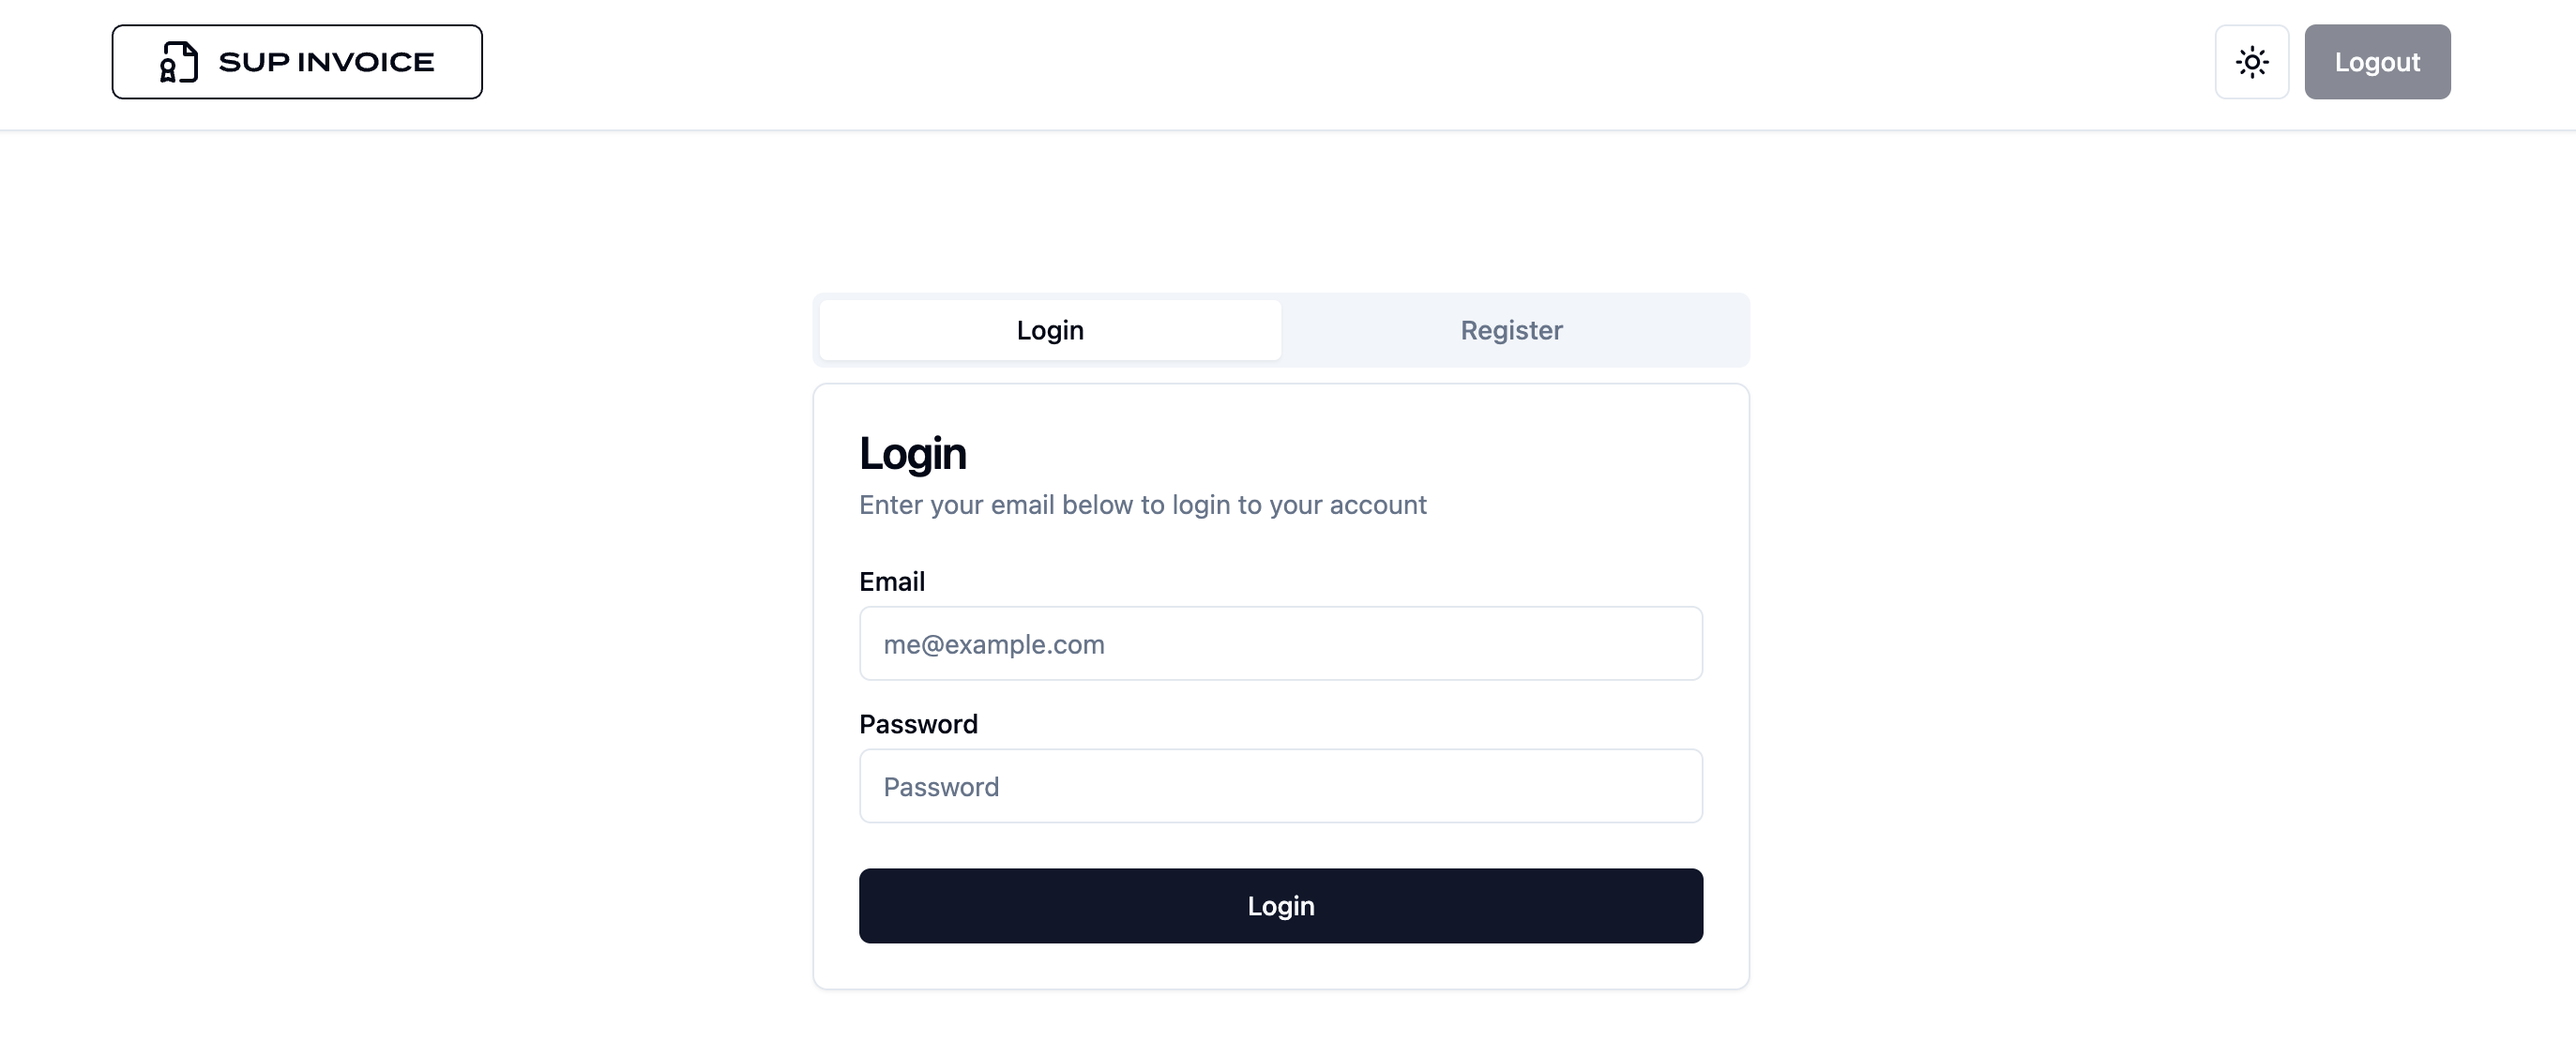 SUP INVOICE
Logout
Login
Register
Login
Enter your email below to login to your account
Email
me@example.com
Password
Password
Login